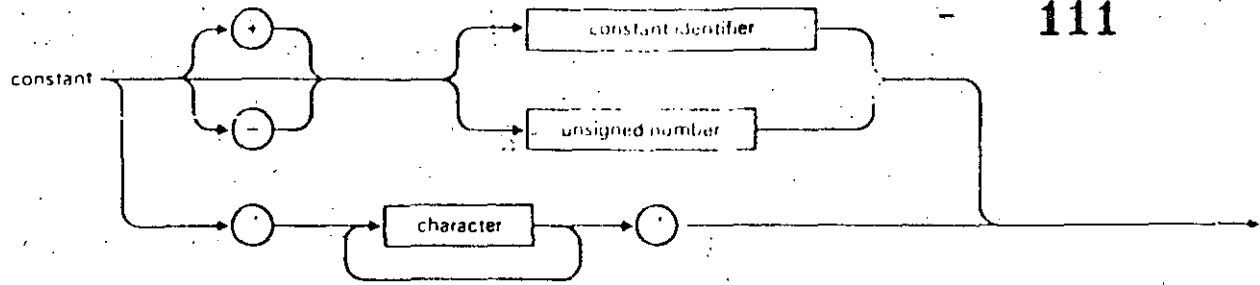 111
+
constant identifier
constant
-
unsigned number
' character '